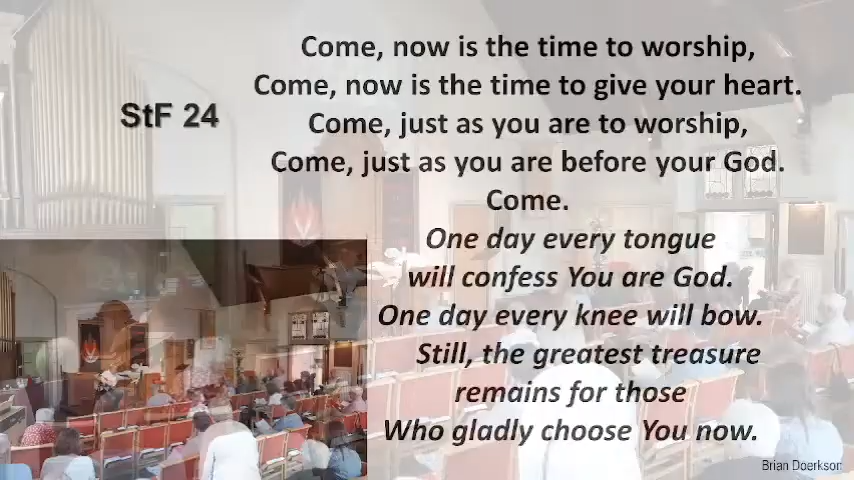 StF 24
Come, now is the time to worship,
Come, now is the time to give your heart.
Come, just as you are to worship,
Come, just as you are before your God.
Come.
One day every tongue
will confess You are God.
One day every knee will bow.
Still, the greatest treasure
remains for those
Who gladly choose You now.
Brian Doerkson